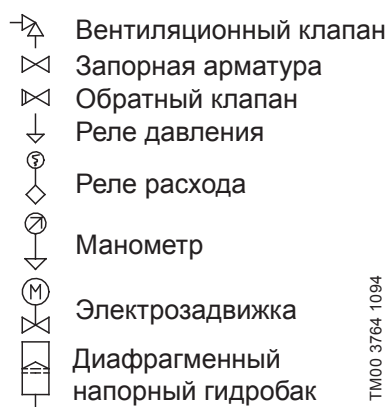 Вентиляционный клапан
Запорная арматура
Обратный клапан
Реле давления
Реле расхода
Манометр
M
Электрозадвижка
Диафрагменный
напорный гидробак
TM00 3764 1094